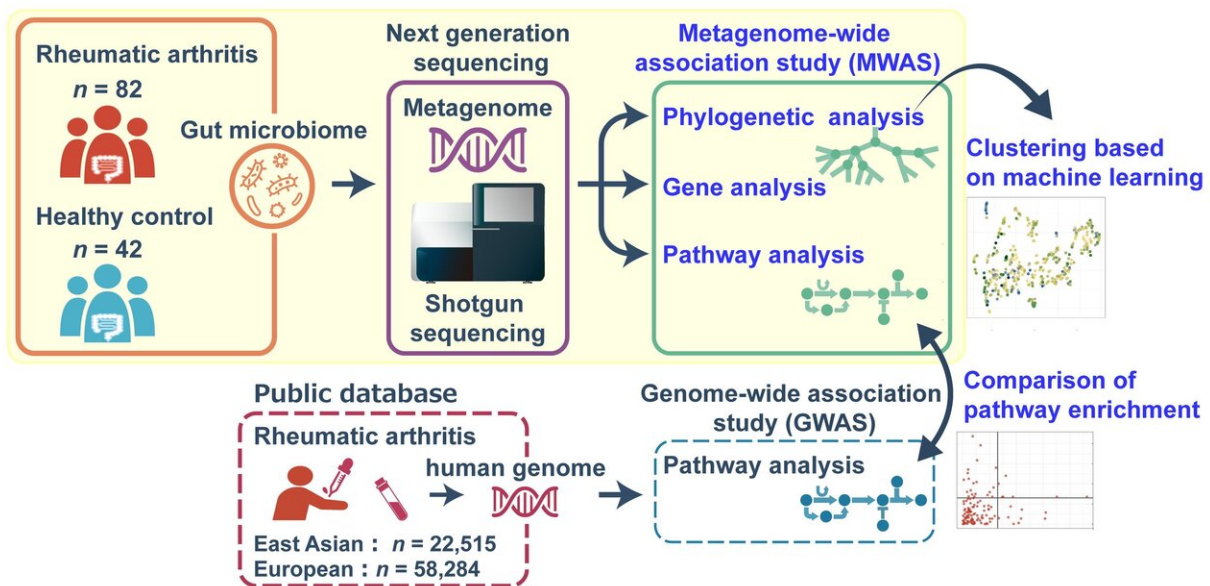 Rheumatic arthritis
n = 82
Gut microbiome
Healthy control
n = 42
Next generation
sequencing
Metagenome
Shotgun
sequencing
Metagenome-wide
association study (MWAS)
Phylogenetic analysis
Gene analysis
Pathway analysis
Clustering based
on machine learning
Public database
Rheumatic arthritis
human genome
East Asian : n = 22,515
European : n = 58,284
Genome-wide association
study (GWAS)
Pathway analysis
Comparison of
pathway enrichment